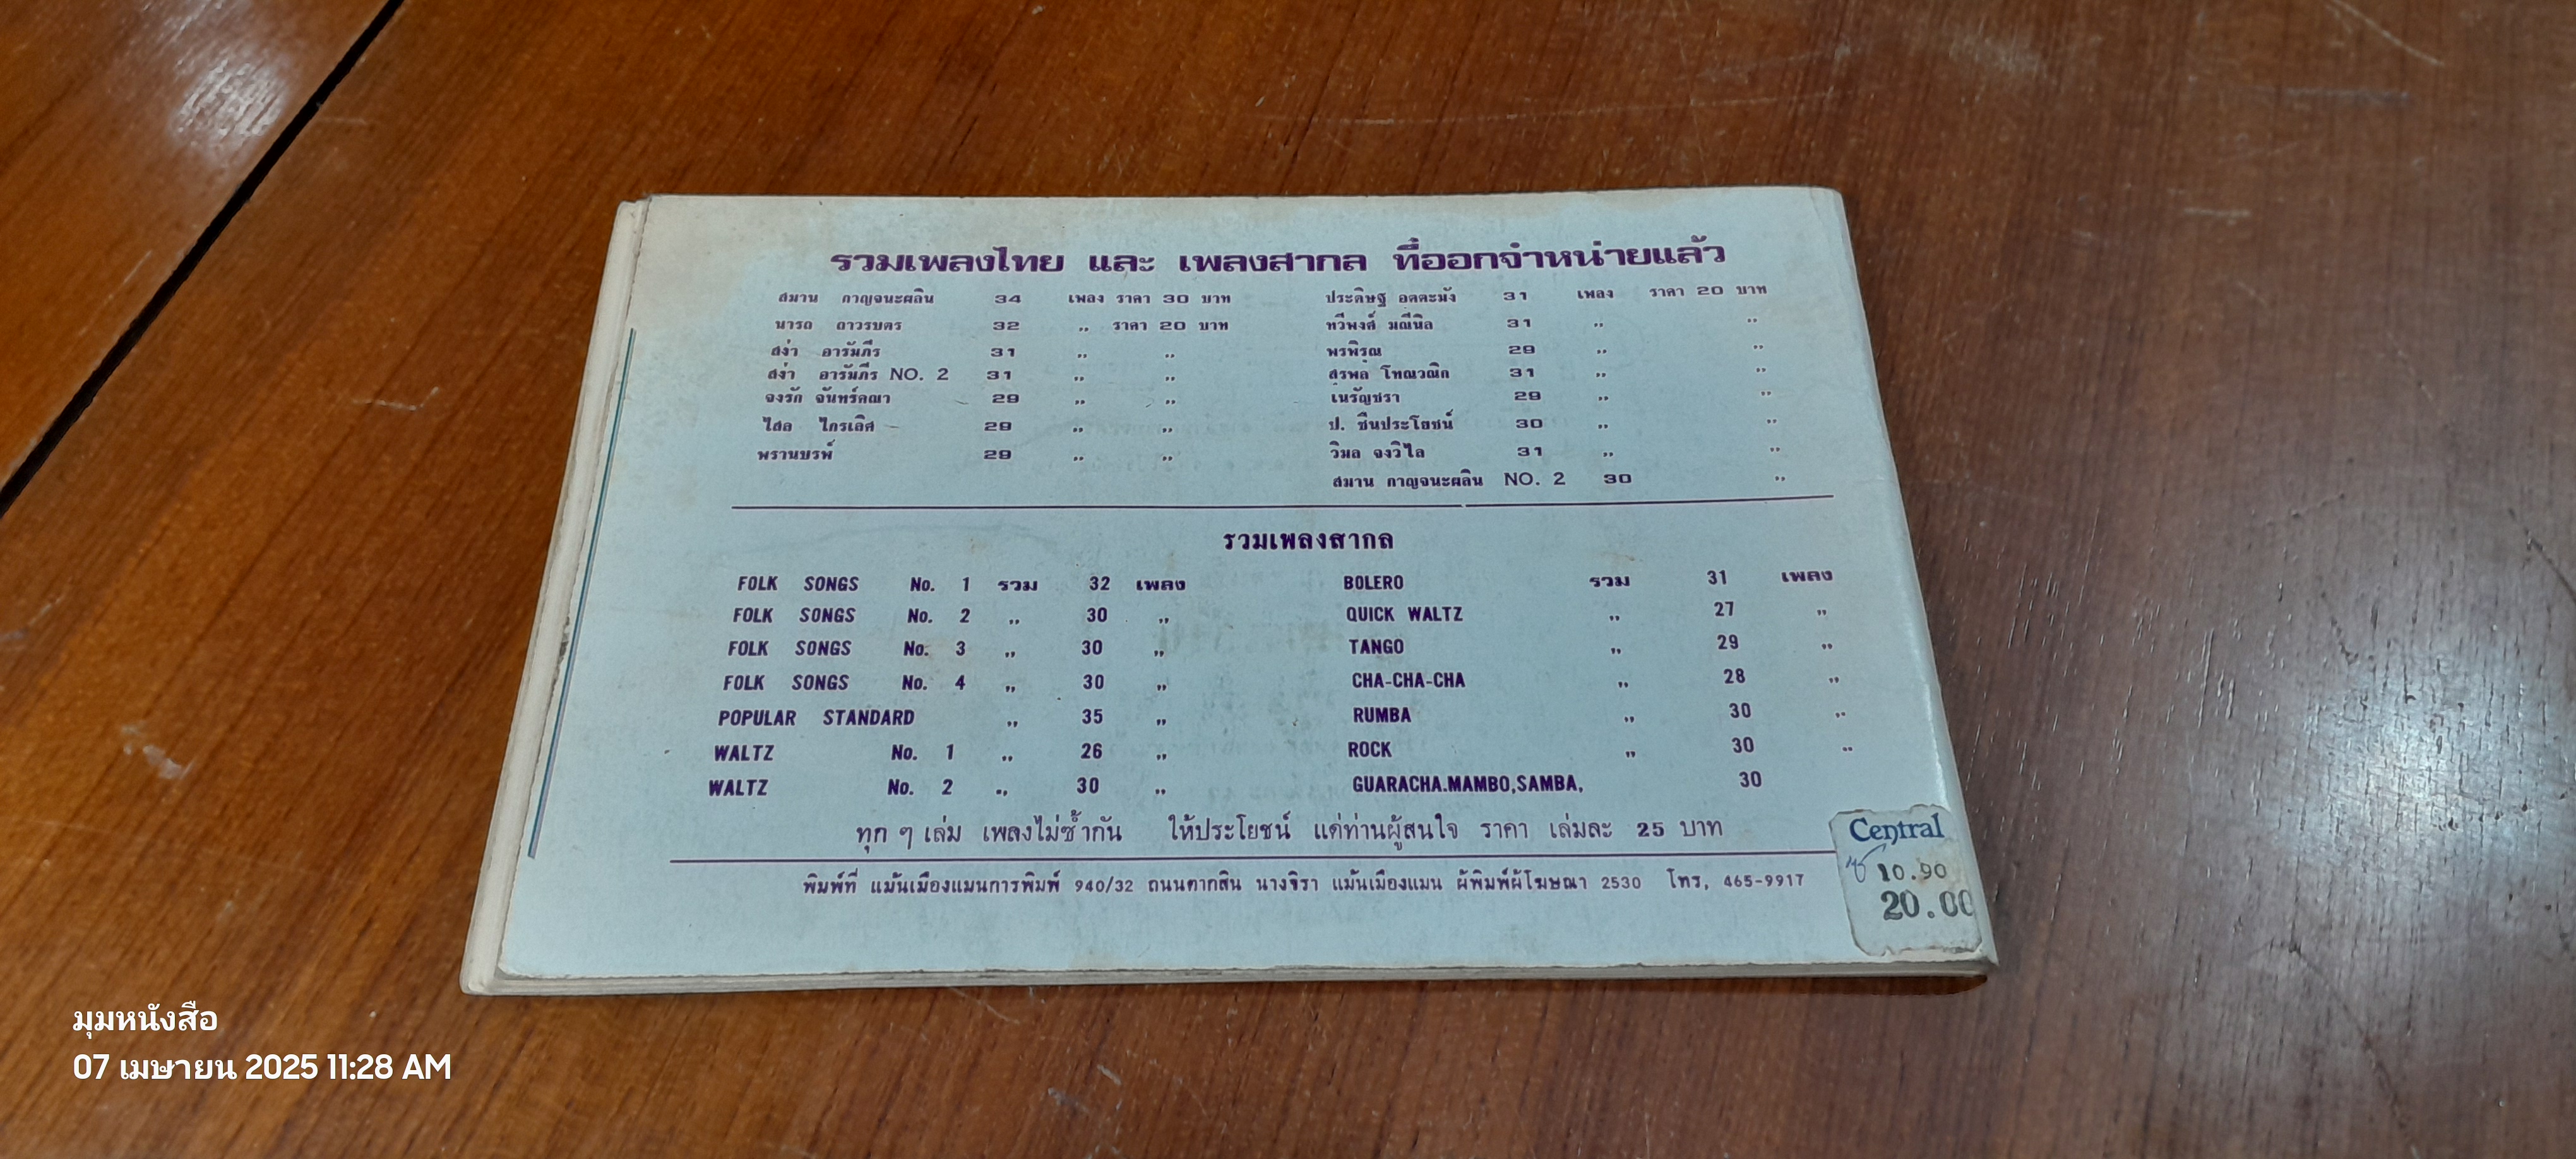 รวมเพลงไทย และ เพลงสากล ที่ออกจำหน่ายแล้ว
สมาน กาญจนะผลิน 34 เพลง ราคา 30 บาท
นารถ ถาวรบุตร 32 ,, ราคา 20 บาท
สง่า อารัมภีร 31 ,, ,,
สง่า อารัมภีร NO. 2 31 ,, ,,
จงรัก จันทร์คณา 29 ,, ,,
ไสล ไกรเลิศ 29 ,, ,,
พรานบูรพ์ 29 ,, ,,
ประดิษฐ์ อุตตะมัง 31 เพลง ราคา 20 บาท
ทวีพงศ์ มณีนิล 31 ,, ,,
พรพิรุณ 29 ,, ,,
สุรพล โทณวณิก 31 ,, ,,
เนรัญชรา 29 ,, ,,
ป. ชื่นประโยชน์ 30 ,, ,,
วิมล จงวิไล 31 ,, ,,
สมาน กาญจนะผลิน NO. 2 30 ,,
รวมเพลงสากล
FOLK SONGS No. 1 รวม 32 เพลง
FOLK SONGS No. 2 ,, 30 ,,
FOLK SONGS No. 3 ,, 30 ,,
FOLK SONGS No. 4 ,, 30 ,,
POPULAR STANDARD ,, 35 ,,
WALTZ No. 1 ,, 26 ,,
WALTZ No. 2 ,, 30 ,,
BOLERO รวม 31 เพลง
QUICK WALTZ ,, 27 ,,
TANGO ,, 29 ,,
CHA-CHA-CHA ,, 28 ,,
RUMBA ,, 30 ,,
ROCK ,, 30 ,,
GUARACHA.MAMBO,SAMBA, 30
ทุก ๆ เล่ม เพลงไม่ซ้ำกัน ให้ประโยชน์ แด่ท่านผู้สนใจ ราคา เล่มละ 25 บาท
พิมพ์ที่ แม้นเมืองแมนการพิมพ์ 940/32 ถนนตากสิน นางจิรา แม้นเมืองแมน ผู้พิมพ์ผู้โฆษณา 2530 โทร, 465-9917
Central
10.90
20.00
มุมหนังสือ
07 เมษายน 2025 11:28 AM